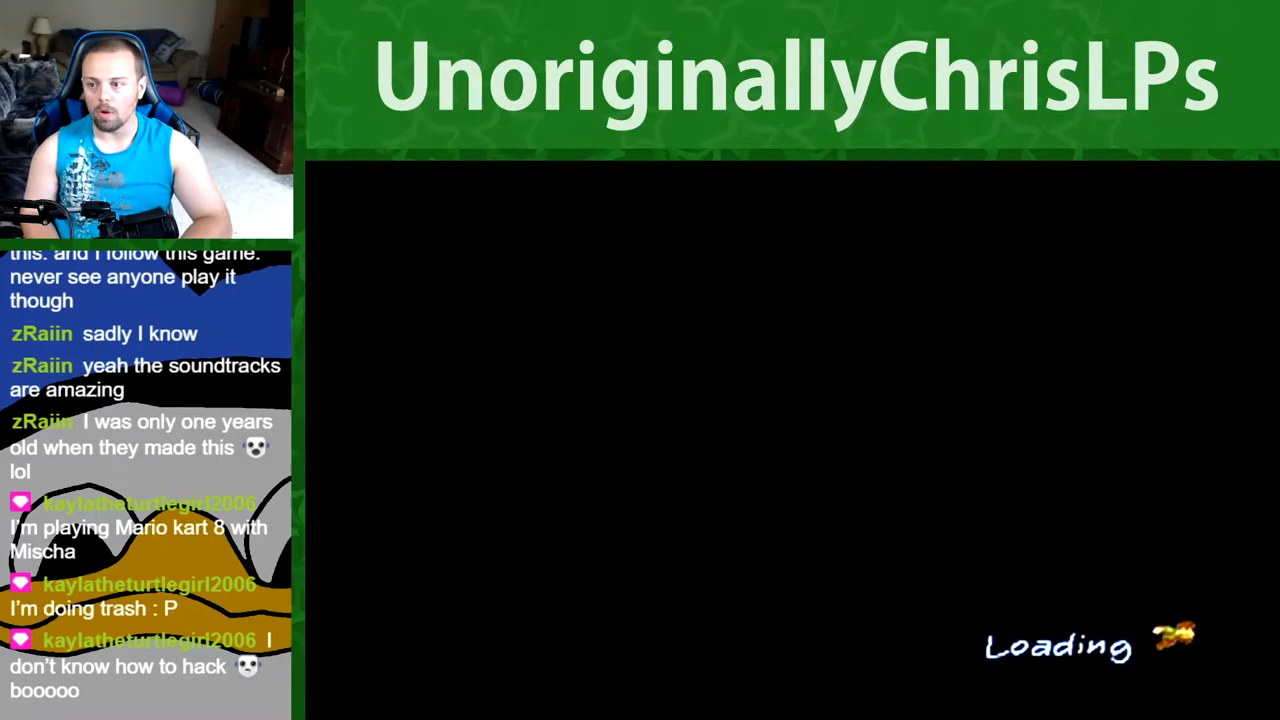 UnoriginallyChrisLPs
this. and I follow this game.
never see anyone play it
though
zRaiin sadly I know
zRaiin yeah the soundtracks
are amazing
zRaiin I was only one years
old when they made this
lol
kaylatheturtlegirl2006
I'm playing Mario kart 8 with
Mischa
kaylatheturtlegirl2006
I'm doing trash : P
kaylatheturtlegirl2006 I
don't know how to hack
booooo
Loading